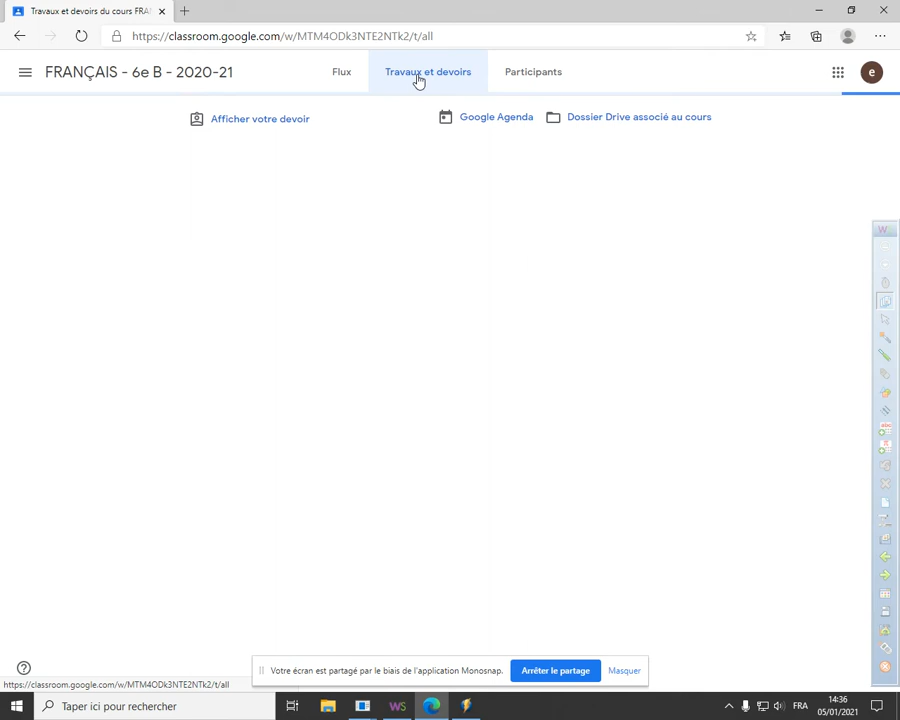 Travaux et devoirs du cours FRA
https://classroom.google.com/w/MTM4ODk3NTE2NTk2/t/all
FRANÇAIS - 6e B - 2020-21
Flux
Travaux et devoirs
Participants
e
Afficher votre devoir
Google Agenda
Dossier Drive associé au cours
W
abc
π
Votre écran est partagé par le biais de l'application Monosnap.
Arrêter le partage
Masquer
https://classroom.google.com/w/MTM4ODk3NTE2NTk2/t/all
Taper ici pour rechercher
WS
FRA
14:36
05/01/2021